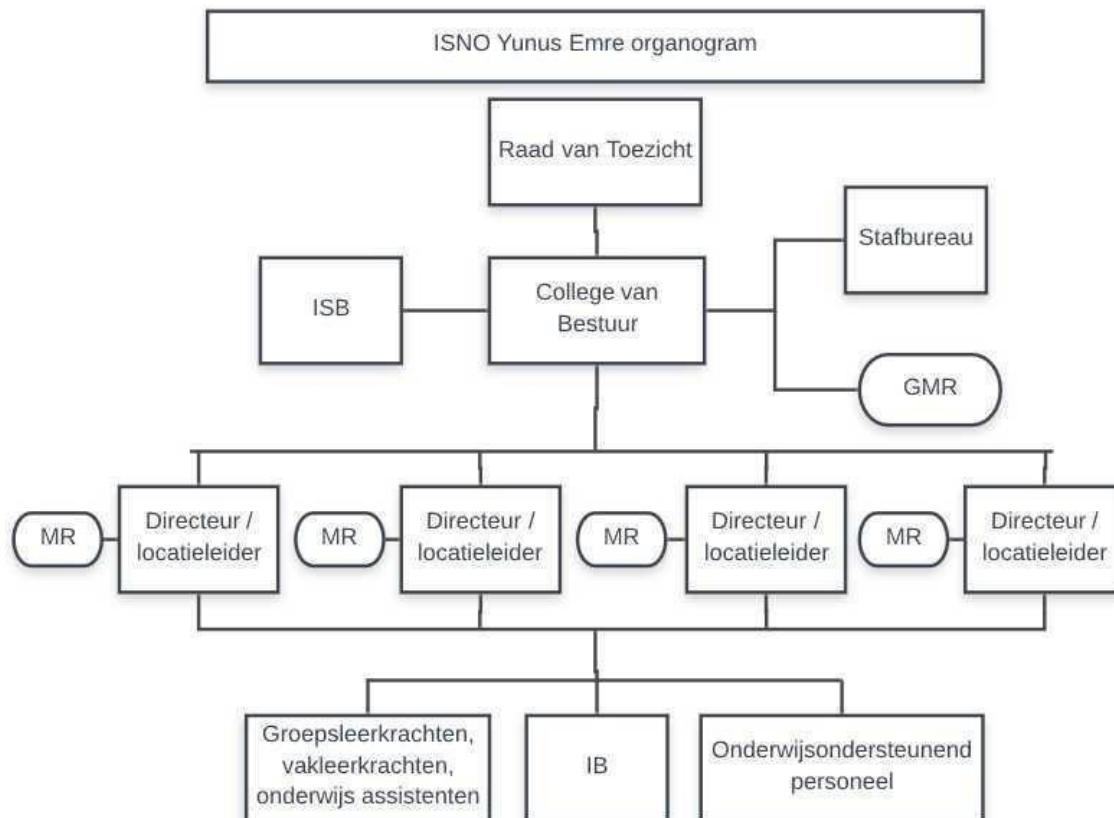 ISNO Yunus Emre organogram
Raad van Toezicht
Stafbureau
ISB
College van
Bestuur
GMR
MR
Directeur /
locatieleider
MR
Directeur /
locatieleider
MR
Directeur /
locatieleider
MR
Directeur /
locatieleider
Groepsleerkrachten,
vakleerkrachten,
onderwijs assistenten
IB
Onderwijsondersteunend
personeel